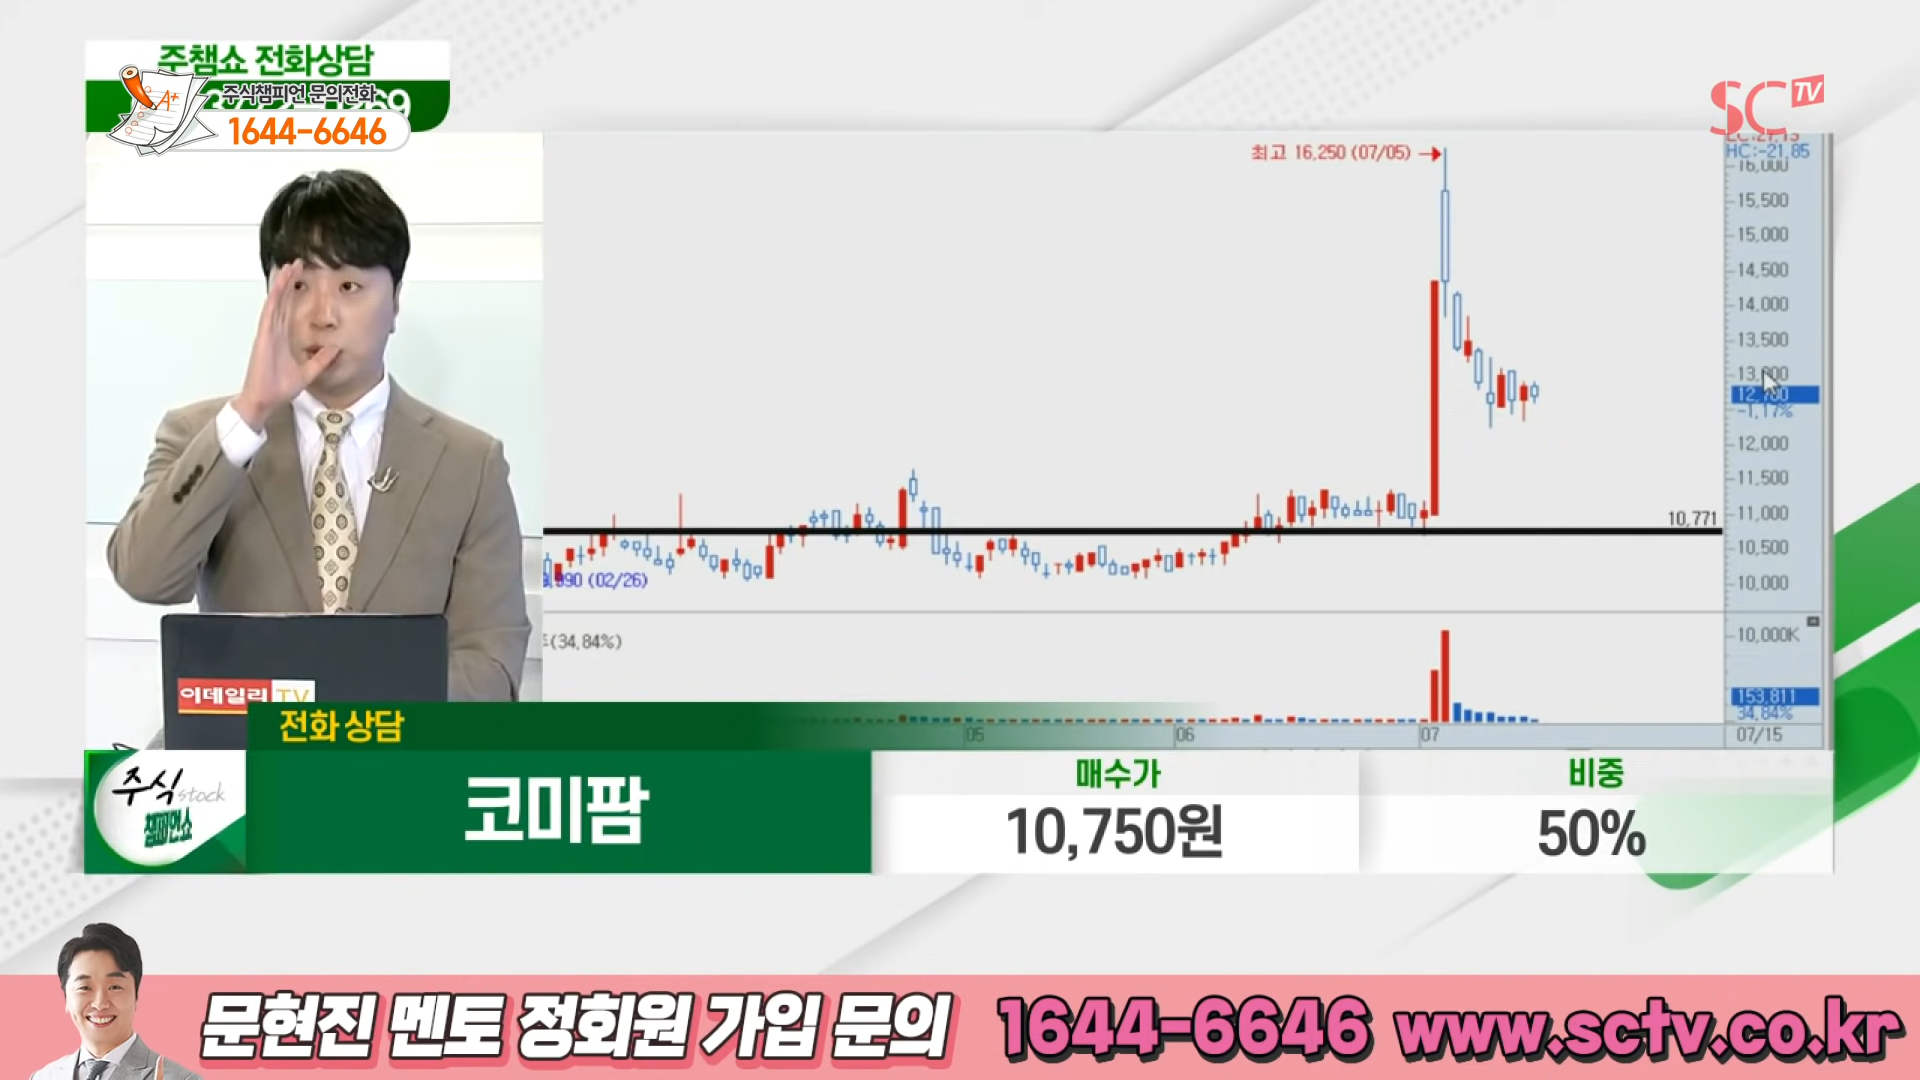 주챔쇼 전화상담
주식챔피언 문의전화
1644-6646
A+
SC TV
최고 16,250 (07/05)
HC:-21.85
16,000
15,500
15,000
14,500
14,000
13,500
13,000
12,780
-1.17%
12,000
11,500
11,000
10,771
10,500
10,000
(02/26)
(34.84%)
10,000K
153,811
34.84%
05
06
07
07/15
이데일리 TV
전화 상담
주식 stock
챔피언쇼
코미팜
매수가
10,750원
비중
50%
문현진 멘토 정회원 가입 문의 1644-6646 www.sctv.co.kr